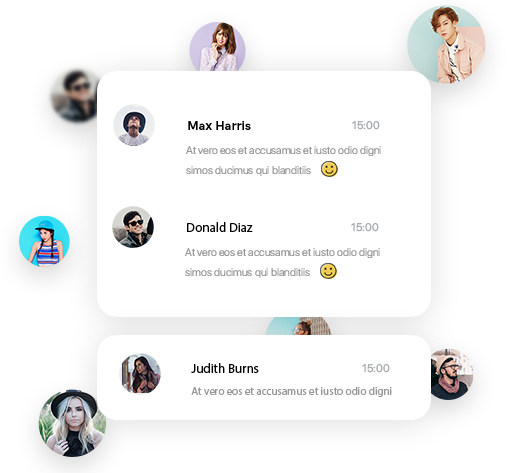 Max Harris 15:00
At vero eos et accusamus et iusto odio digni
simos ducimus qui blanditiis
Donald Diaz 15:00
At vero eos et accusamus et iusto odio digni
simos ducimus qui blanditiis
Judith Burns 15:00
At vero eos et accusamus et iusto odio digni